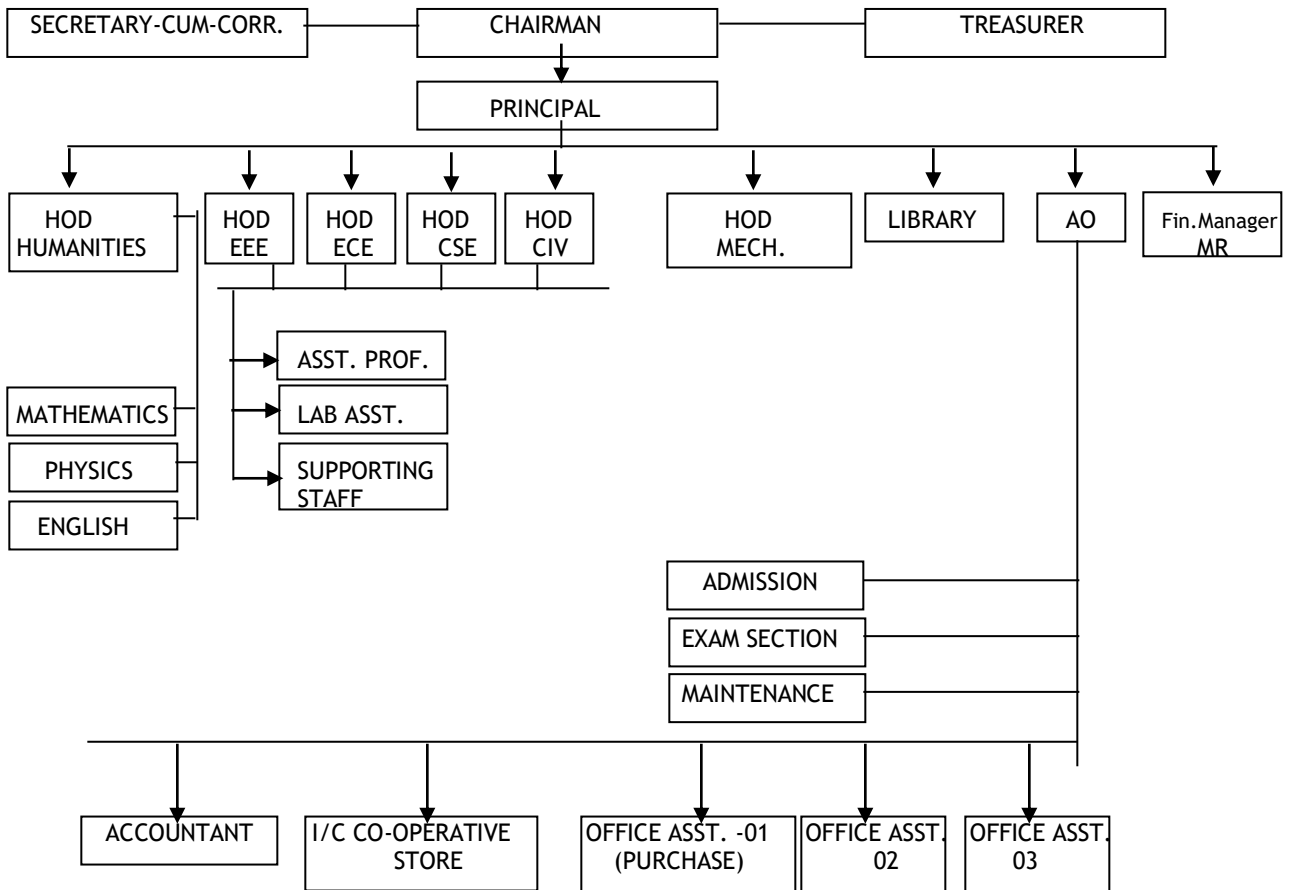 SECRETARY-CUM-CORR.
CHAIRMAN
TREASURER
PRINCIPAL
HOD
HUMANITIES
HOD
EEE
HOD
ECE
HOD
CSE
HOD
CIV
HOD
MECH.
LIBRARY
AO
Fin.Manager
MR
ASST. PROF.
LAB ASST.
SUPPORTING
STAFF
MATHEMATICS
PHYSICS
ENGLISH
ADMISSION
EXAM SECTION
MAINTENANCE
ACCOUNTANT
I/C CO-OPERATIVE
STORE
OFFICE ASST. -01
(PURCHASE)
OFFICE ASST.
02
OFFICE ASST.
03